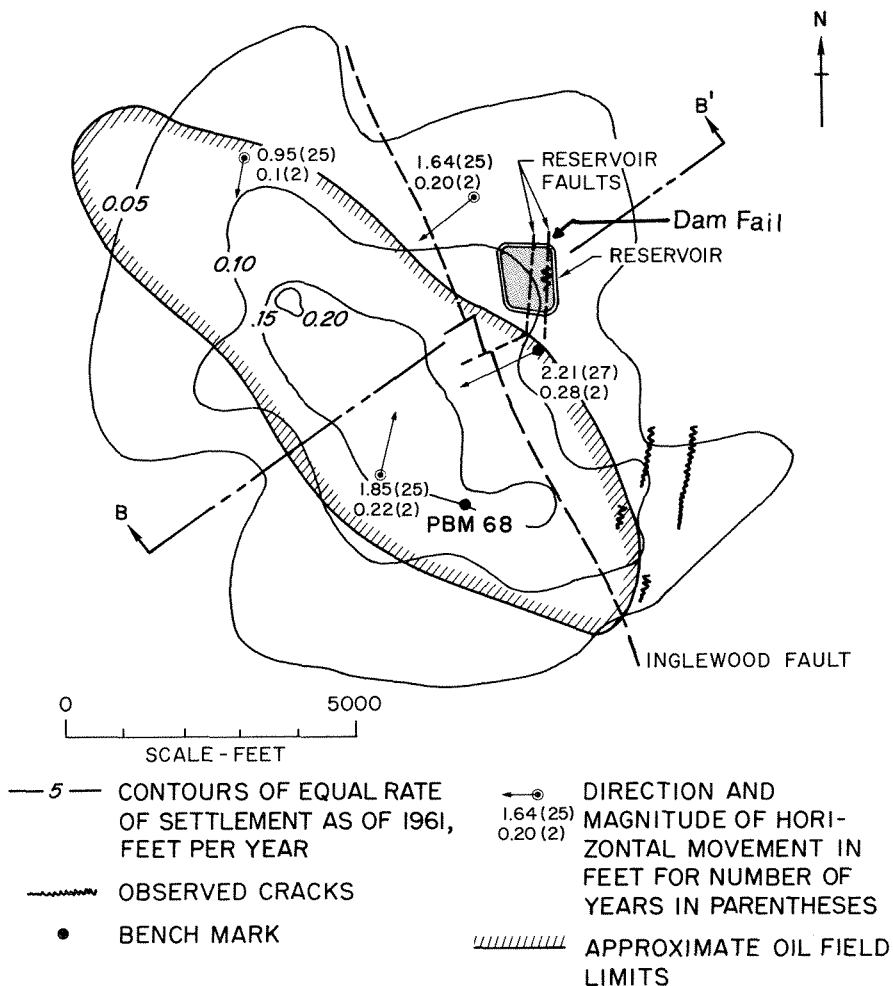 N
B'
0.95(25)
0.1(2)
1.64(25)
0.20(2)
RESERVOIR
FAULTS
Dam Fail
RESERVOIR
0.05
0.10
.15
0.20
2.21(27)
0.28(2)
1.85(25)
0.22(2)
PBM 68
B
INGLEWOOD FAULT
0
5000
SCALE - FEET
5
CONTOURS OF EQUAL RATE
OF SETTLEMENT AS OF 1961,
FEET PER YEAR
OBSERVED CRACKS
BENCH MARK
1.64(25)
0.20(2)
DIRECTION AND
MAGNITUDE OF HORI-
ZONTAL MOVEMENT IN
FEET FOR NUMBER OF
YEARS IN PARENTHESES
APPROXIMATE OIL FIELD
LIMITS